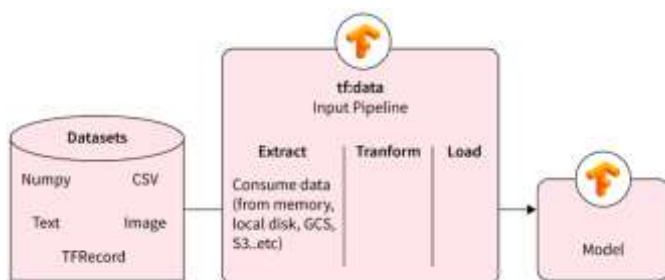 tf:data
Input Pipeline
Datasets
Numpy CSV
Text Image
TFRecord
Extract Tranform Load
Consume data
(from memory,
local disk, GCS,
S3..etc)
Model